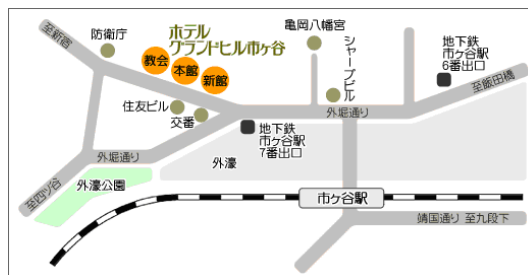 至新宿
防衛庁
ホテル
グランドヒル市ヶ谷
教会
本館
新館
亀岡八幡宮
シャープビル
地下鉄
市ヶ谷駅
6番出口
至飯田橋
住友ビル
交番
外堀通り
地下鉄
市ヶ谷駅
7番出口
外堀通り
外濠
外濠公園
至四ツ谷
市ヶ谷駅
靖国通り 至九段下